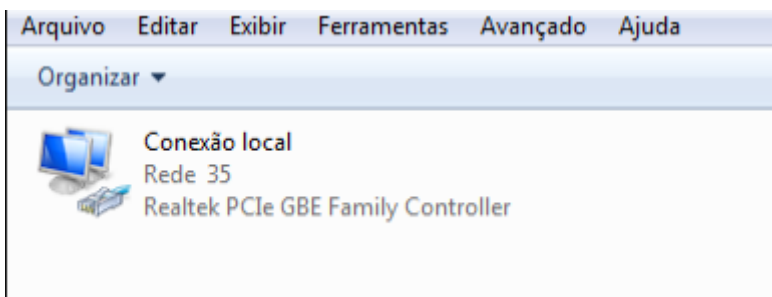 Arquivo Editar Exibir Ferramentas Avançado Ajuda
Organizar
Conexão local
Rede 35
Realtek PCIe GBE Family Controller